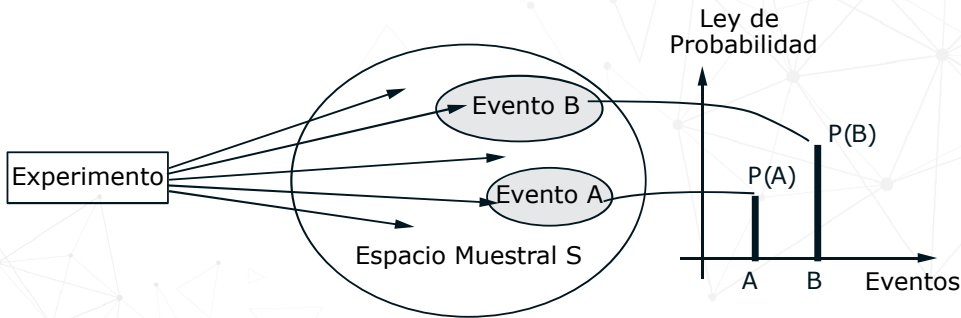 Ley de
Probabilidad
Evento B
P(B)
Experimento
P(A)
Evento A
Espacio Muestral S
A
B
Eventos